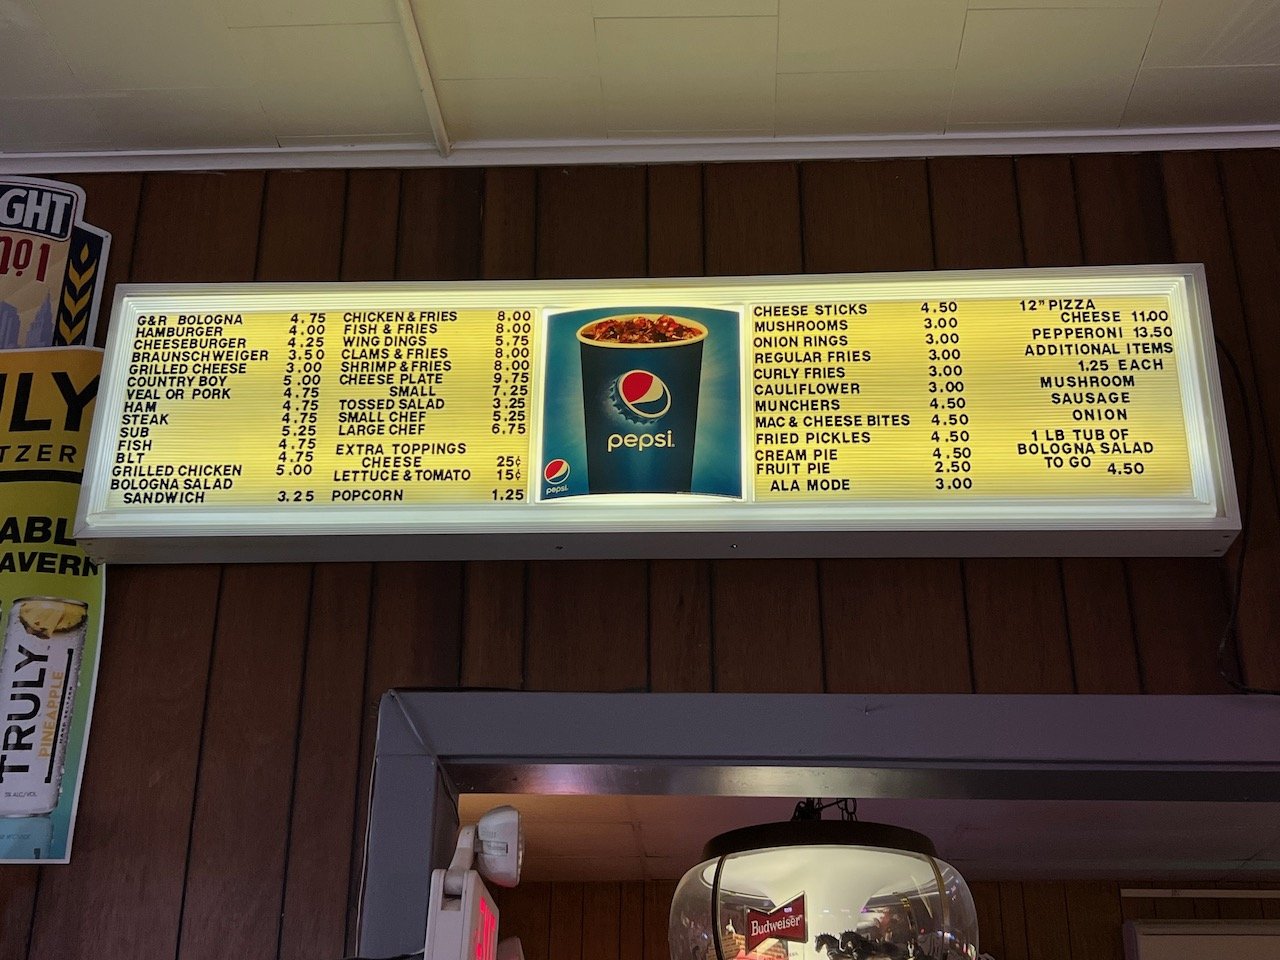 G&R BOLOGNA 4.75
HAMBURGER 4.00
CHEESEBURGER 4.25
BRAUNSCHWEIGER 3.50
GRILLED CHEESE 3.00
COUNTRY BOY 5.00
VEAL OR PORK 4.75
HAM 4.75
STEAK 4.75
SUB 5.25
FISH 4.75
BLT
GRILLED CHICKEN 5.00
BOLOGNA SALAD
SANDWICH 3.25
CHICKEN & FRIES 8.00
FISH & FRIES 8.00
WING DINGS 5.75
CLAMS & FRIES 8.00
SHRIMP & FRIES 8.00
CHEESE PLATE 9.75
SMALL 7.25
TOSSED SALAD 3.25
SMALL CHEF 5.25
LARGE CHEF 6.75
EXTRA TOPPINGS
CHEESE 25¢
LETTUCE & TOMATO 15¢
POPCORN 1.25
pepsi
pepsi
CHEESE STICKS 4.50
MUSHROOMS 3.00
ONION RINGS 3.00
REGULAR FRIES 3.00
CURLY FRIES 3.00
CAULIFLOWER 3.00
MUNCHERS 4.50
MAC & CHEESE BITES 4.50
FRIED PICKLES 4.50
CREAM PIE 4.50
FRUIT PIE 2.50
ALA MODE 3.00
12" PIZZA
CHEESE 11.00
PEPPERONI 13.50
ADDITIONAL ITEMS
1.25 EACH
MUSHROOM
SAUSAGE
ONION
1 LB TUB OF
BOLOGNA SALAD
TO GO 4.50
GHT
no1
ULY
TZER
ABL
AVERN
TRULY
PINEAPPLE
Budweiser